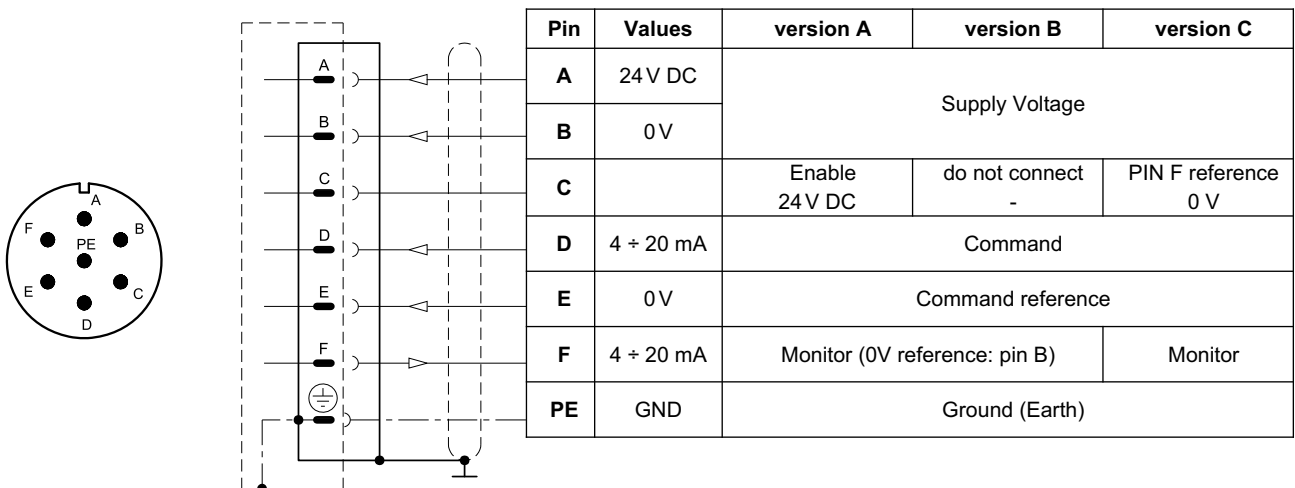 A
F
B
PE
E
C
D
A
B
C
D
E
F
Pin Values version A version B version C
A 24 V DC Supply Voltage
B 0 V
C Enable 24 V DC do not connect - PIN F reference 0 V
D 4 ÷ 20 mA Command
E 0 V Command reference
F 4 ÷ 20 mA Monitor (0V reference: pin B) Monitor
PE GND Ground (Earth)